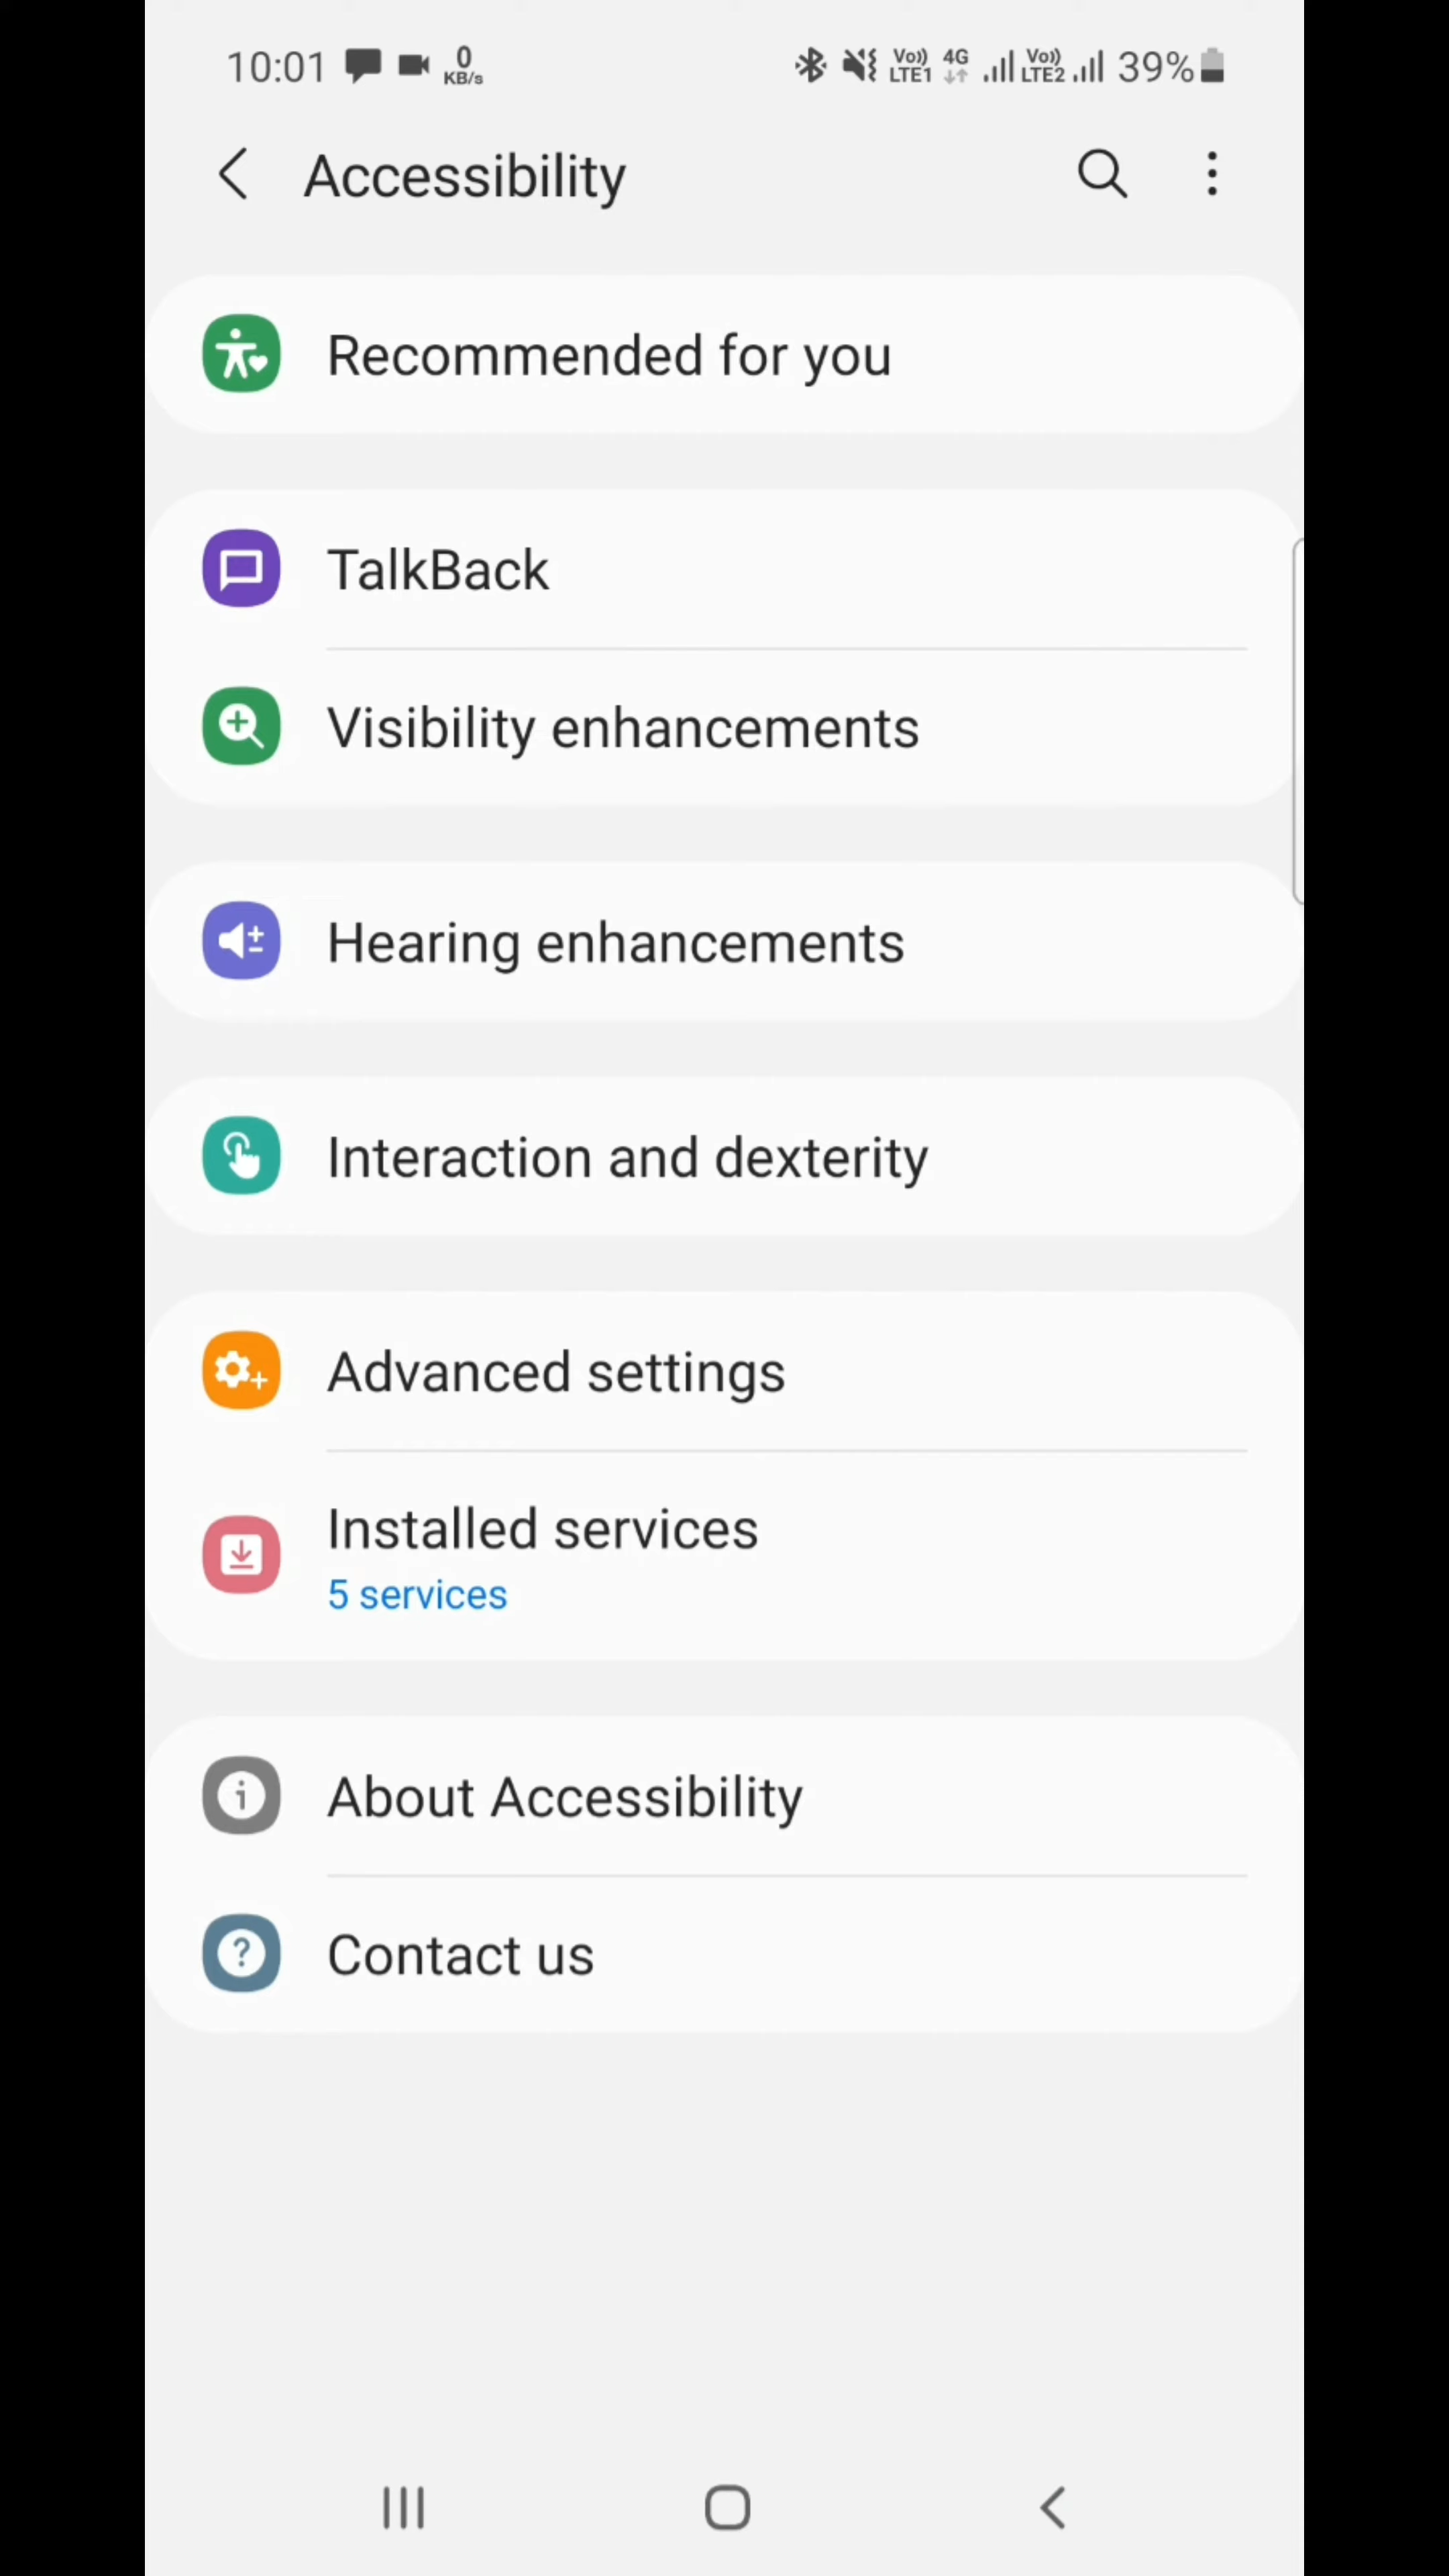 10:01 0 KB/s Vo)) LTE1 4G Vo)) LTE2 39%
Accessibility
Recommended for you
TalkBack
Visibility enhancements
Hearing enhancements
Interaction and dexterity
Advanced settings
Installed services
5 services
About Accessibility
Contact us